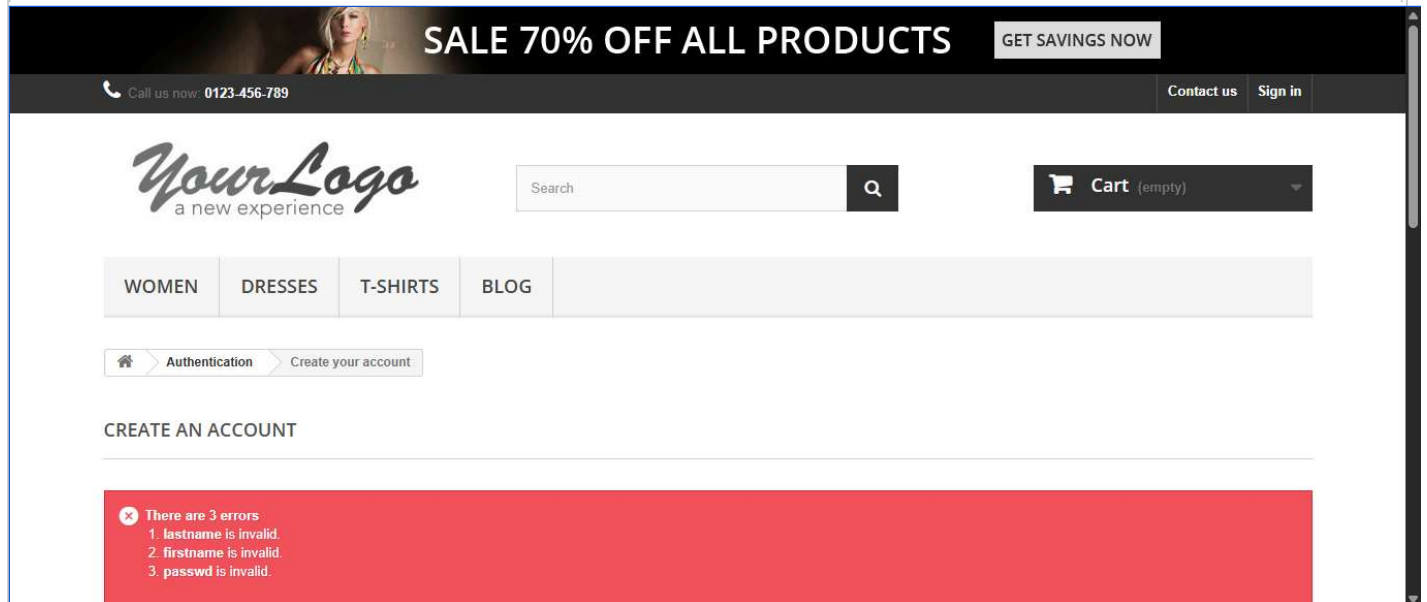 SALE 70% OFF ALL PRODUCTS GET SAVINGS NOW
Call us now: 0123-456-789 Contact us Sign in
Your Logo
a new experience
Search
Cart (empty)
WOMEN DRESSES T-SHIRTS BLOG
Authentication Create your account
CREATE AN ACCOUNT
There are 3 errors
1. lastname is invalid.
2. firstname is invalid.
3. passwd is invalid.